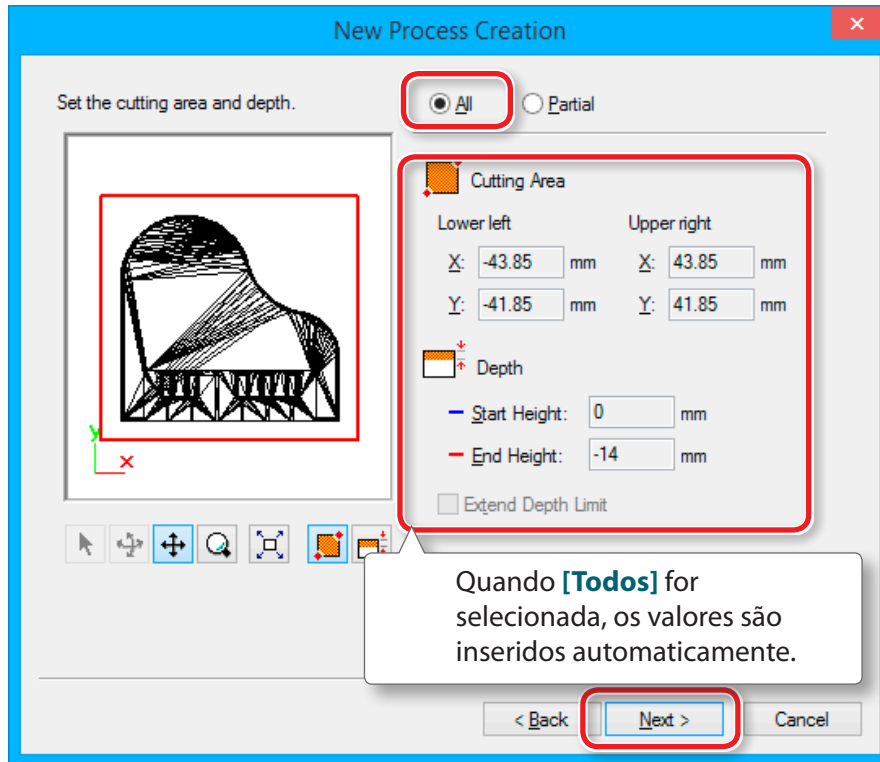 New Process Creation
Set the cutting area and depth.
All Partial
Cutting Area
Lower left Upper right
X: -43.85 mm X: 43.85 mm
Y: -41.85 mm Y: 41.85 mm
Depth
Start Height: 0 mm
End Height: -14 mm
Extend Depth Limit
y
x
Quando [Todos] for
selecionada, os valores são
inseridos automaticamente.
< Back Next > Cancel